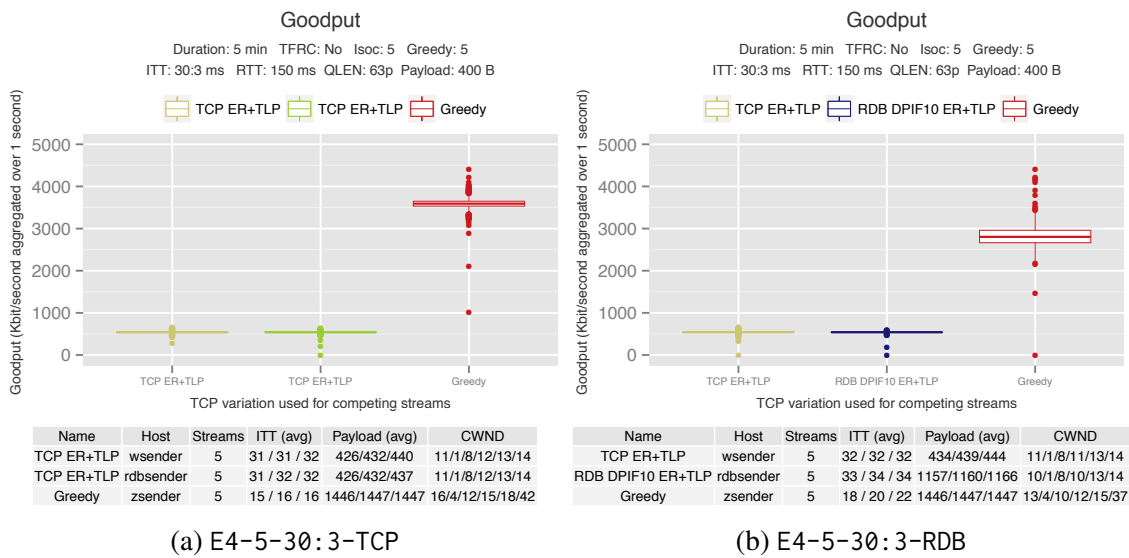 Goodput
Duration: 5 min TFRC: No Isoc: 5 Greedy: 5
ITT: 30:3 ms RTT: 150 ms QLEN: 63p Payload: 400 B
TCP ER+TLP TCP ER+TLP Greedy
Goodput (Kbit/second aggregated over 1 second)
5000
4000
3000
2000
1000
0
TCP ER+TLP TCP ER+TLP Greedy
TCP variation used for competing streams
Name Host Streams ITT (avg) Payload (avg) CWND
TCP ER+TLP wsender 5 31 / 31 / 32 426/432/440 11/1/8/12/13/14
TCP ER+TLP rdbsender 5 31 / 32 / 32 426/432/437 11/1/8/12/13/14
Greedy zsender 5 15 / 16 / 16 1446/1447/1447 16/4/12/15/18/42
(a) E4-5-30:3-TCP
Goodput
Duration: 5 min TFRC: No Isoc: 5 Greedy: 5
ITT: 30:3 ms RTT: 150 ms QLEN: 63p Payload: 400 B
TCP ER+TLP RDB DPIF10 ER+TLP Greedy
Goodput (Kbit/second aggregated over 1 second)
5000
4000
3000
2000
1000
0
TCP ER+TLP RDB DPIF10 ER+TLP Greedy
TCP variation used for competing streams
Name Host Streams ITT (avg) Payload (avg) CWND
TCP ER+TLP wsender 5 32 / 32 / 32 434/439/444 11/1/8/11/13/14
RDB DPIF10 ER+TLP rdbsender 5 33 / 34 / 34 1157/1160/1166 10/1/8/10/13/14
Greedy zsender 5 18 / 20 / 22 1446/1447/1447 13/4/10/12/15/37
(b) E4-5-30:3-RDB